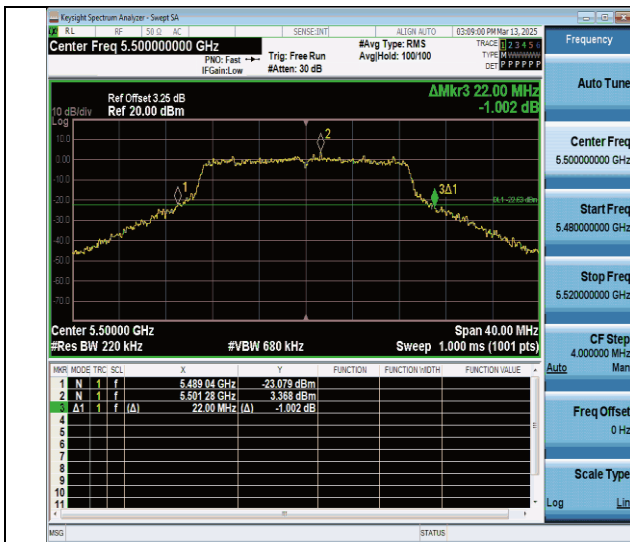 Keysight Spectrum Analyzer - Swept SA
RL RF 50 Ω AC SENSE:INT ALIGN AUTO 03:09:00 PM Mar 13, 2025
Center Freq 5.500000000 GHz
PNO: Fast
IFGain:Low
Trig: Free Run
#Atten: 30 dB
#Avg Type: RMS
Avg|Hold: 100/100
TRACE 1 2 3 4 5 6
TYPE M WWWWW
DET P P P P P P
Frequency
Auto Tune
Center Freq
5.500000000 GHz
Start Freq
5.480000000 GHz
Stop Freq
5.520000000 GHz
CF Step
4.000000 MHz
Auto Man
Freq Offset
0 Hz
Scale Type
Log Lin
ΔMkr3 22.00 MHz
-1.002 dB
Ref Offset 3.25 dB
Ref 20.00 dBm
10 dB/div
Log
10.0
0.00
-10.0
-20.0
-30.0
-40.0
-50.0
-60.0
-70.0
1
2
3Δ1
DL1 -22.63 dBm
Center 5.50000 GHz Span 40.00 MHz
#Res BW 220 kHz #VBW 680 kHz Sweep 1.000 ms (1001 pts)
MKR MODE TRC SCL X Y FUNCTION FUNCTION WIDTH FUNCTION VALUE
1 N 1 f 5.489 04 GHz -23.079 dBm
2 N 1 f 5.501 28 GHz 3.368 dBm
3 Δ1 1 f (Δ) 22.00 MHz (Δ) -1.002 dB
4
5
6
7
8
9
10
11
MSG STATUS